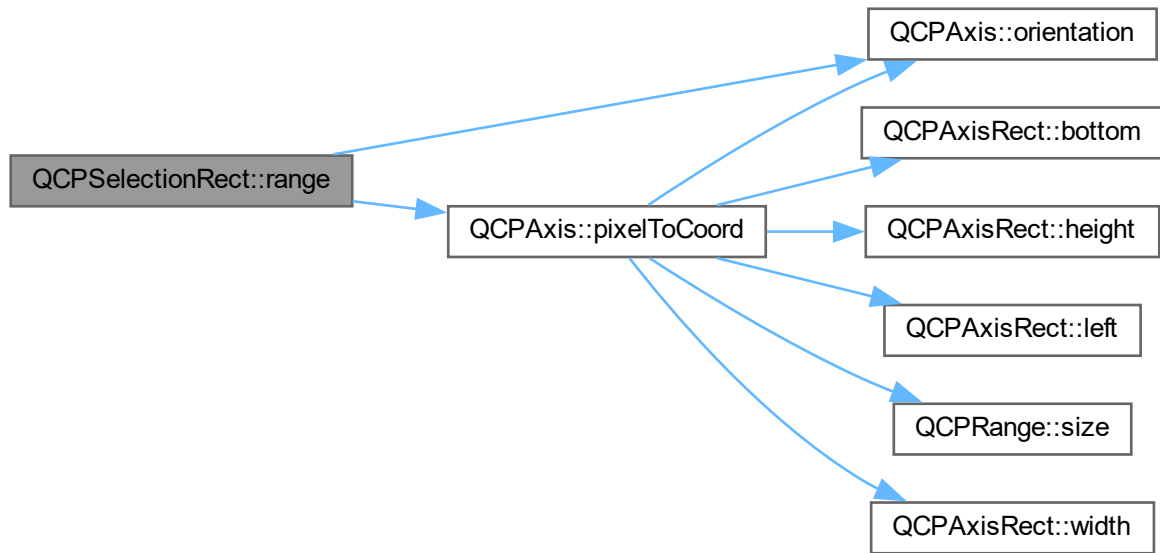 QCPAxis::orientation
QCPAxisRect::bottom
QCPSelectionRect::range
QCPAxis::pixelToCoord
QCPAxisRect::height
QCPAxisRect::left
QCPRange::size
QCPAxisRect::width